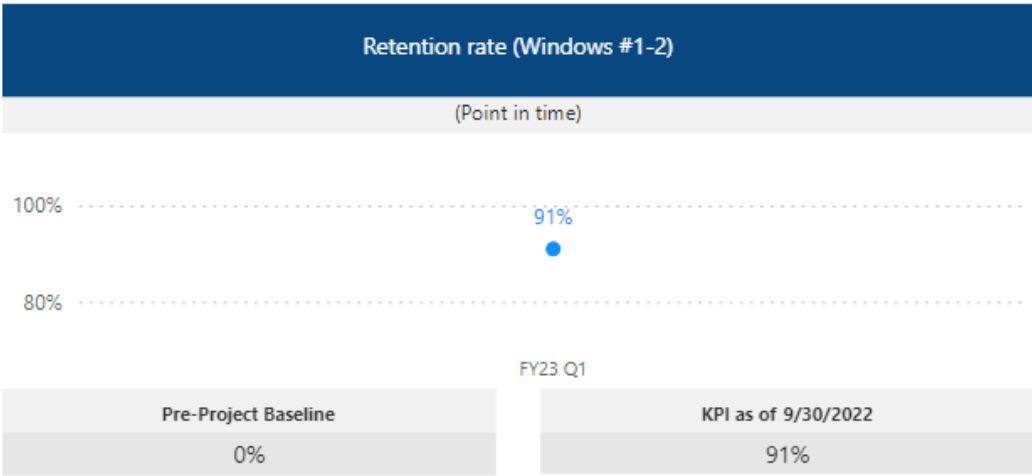 Retention rate (Windows #1-2)
(Point in time)
100%
91%
80%
FY23 Q1
Pre-Project Baseline
KPI as of 9/30/2022
0%
91%